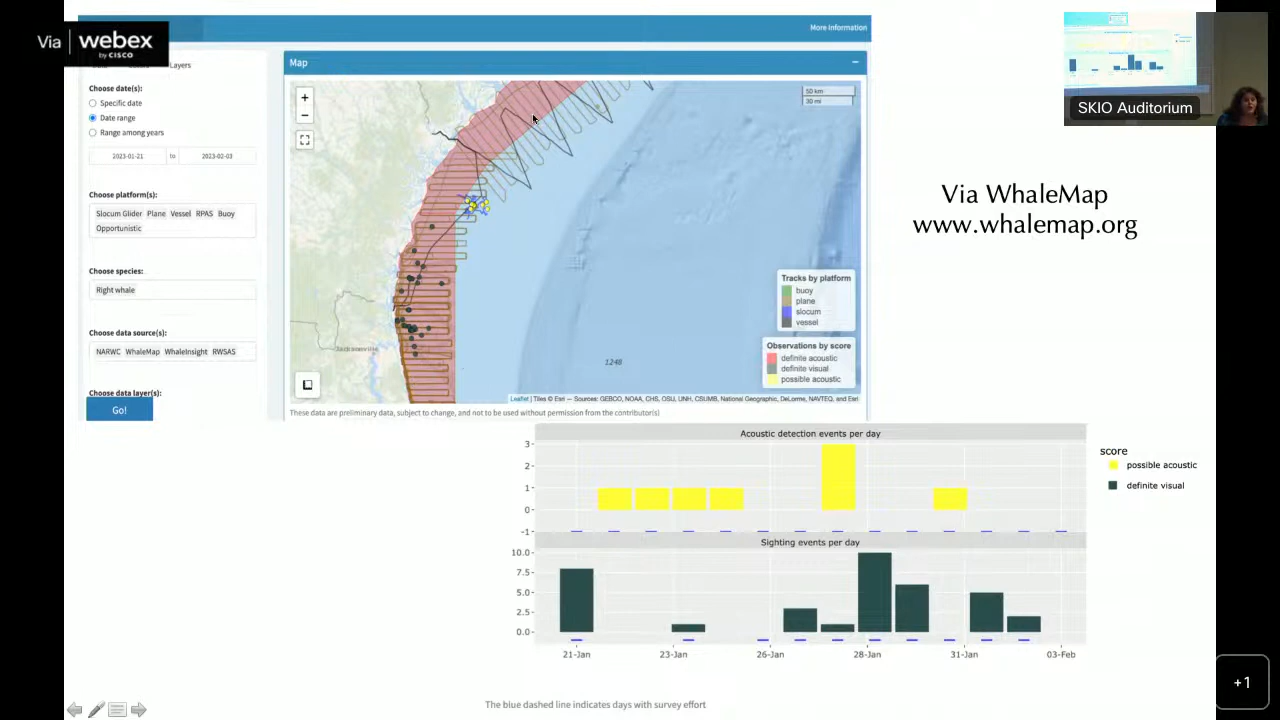 Via webex
by CISCO
More Information
Layers
Choose date(s):
Specific date
Date range
Range among years
2023-01-21 to 2023-02-03
Choose platform(s):
Slocum Glider Plane Vessel RPAS Buoy
Opportunistic
Choose species:
Right whale
Choose data source(s):
NARWC WhaleMap WhaleInsight RWSAS
Choose data layer(s):
Go!
Map
−
+
−
50 km
30 mi
Jacksonville
1248
Tracks by platform
buoy
plane
slocum
vessel
Observations by score
definite acoustic
definite visual
possible acoustic
Leaflet | Tiles © Esri — Sources: GEBCO, NOAA, CHS, OSU, UNH, CSUMB, National Geographic, DeLorme, NAVTEQ, and Esri
These data are preliminary data, subject to change, and not to be used without permission from the contributor(s)
SKIO Auditorium
Via WhaleMap
www.whalemap.org
Acoustic detection events per day
3
2
1
0
-1
Sighting events per day
10.0
7.5
5.0
2.5
0.0
21-Jan 23-Jan 26-Jan 28-Jan 31-Jan 03-Feb
score
possible acoustic
definite visual
The blue dashed line indicates days with survey effort
+1